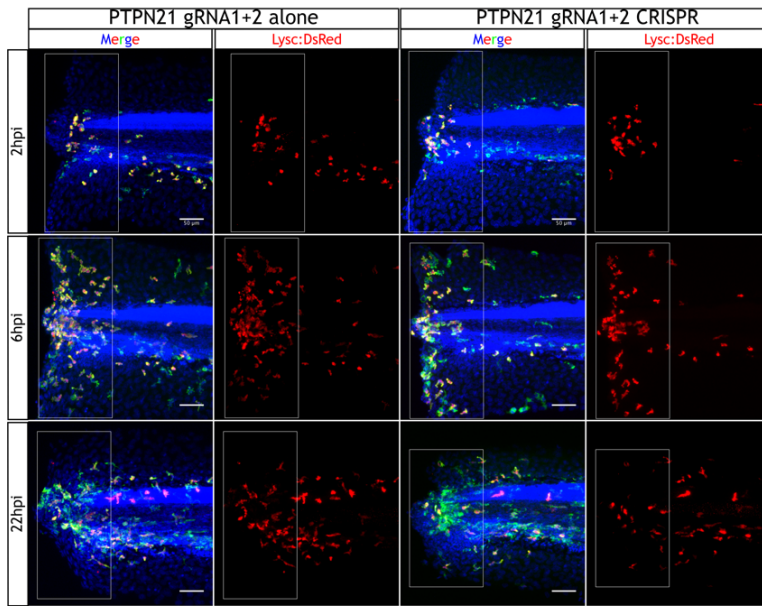 PTPN21 gRNA1+2 alone
PTPN21 gRNA1+2 CRISPR
Merge
Lysc:DsRed
Merge
Lysc:DsRed
2hpi
50 µm
50 µm
6hpi
22hpi